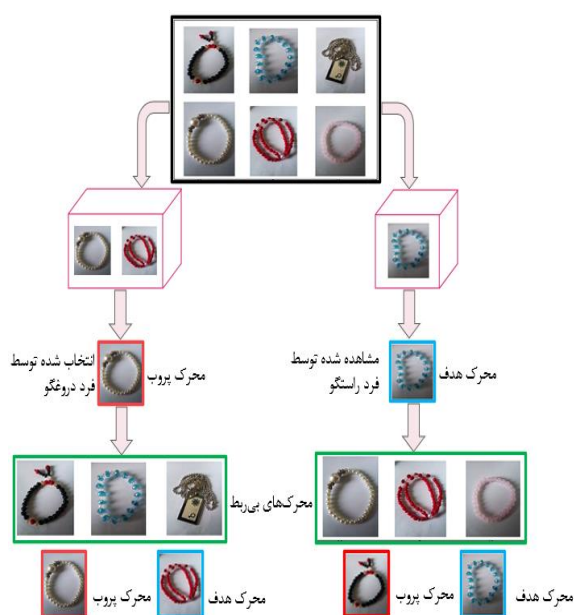 انتخاب شده توسط
فرد دروغگو
محرک پروب
مشاهده شده توسط
فرد راستگو
محرک هدف
محرک‌های بی‌ربط
محرک پروب
محرک هدف
محرک پروب
محرک هدف